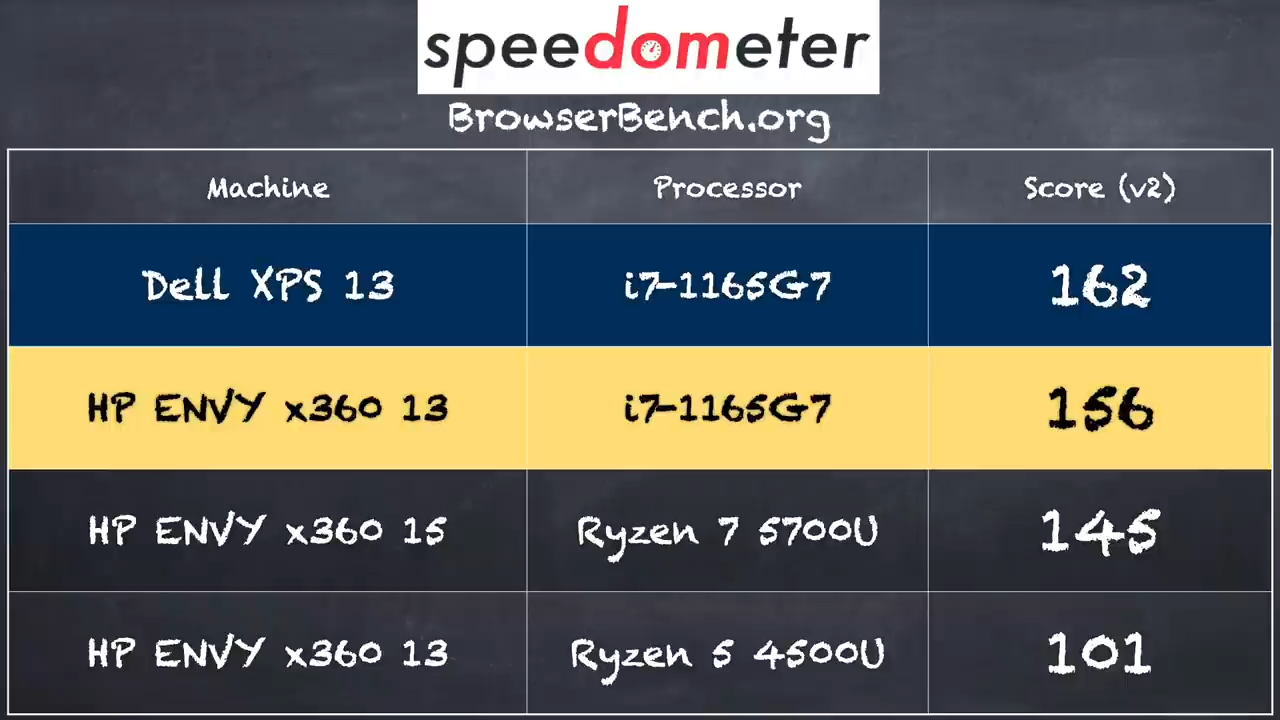 speedometer
BrowserBench.org
Machine Processor Score (v2)
Dell XPS 13 i7-1165G7 162
HP ENVY x360 13 i7-1165G7 156
HP ENVY x360 15 Ryzen 7 5700U 145
HP ENVY x360 13 Ryzen 5 4500U 101